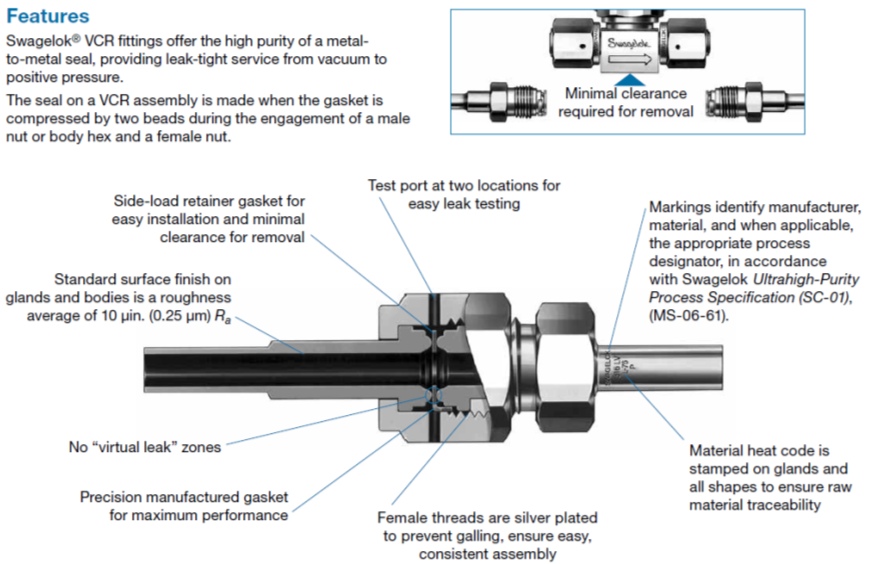 Features
Swagelok® VCR fittings offer the high purity of a metal-
to-metal seal, providing leak-tight service from vacuum to
positive pressure.
The seal on a VCR assembly is made when the gasket is
compressed by two beads during the engagement of a male
nut or body hex and a female nut.
Swagelok
Minimal clearance
required for removal
Side-load retainer gasket for
easy installation and minimal
clearance for removal
Test port at two locations for
easy leak testing
Markings identify manufacturer,
material, and when applicable,
the appropriate process
designator, in accordance
with Swagelok Ultrahigh-Purity
Process Specification (SC-01),
(MS-06-61).
Standard surface finish on
glands and bodies is a roughness
average of 10 µin. (0.25 µm) Ra
No “virtual leak” zones
Precision manufactured gasket
for maximum performance
Female threads are silver plated
to prevent galling, ensure easy,
consistent assembly
Material heat code is
stamped on glands and
all shapes to ensure raw
material traceability